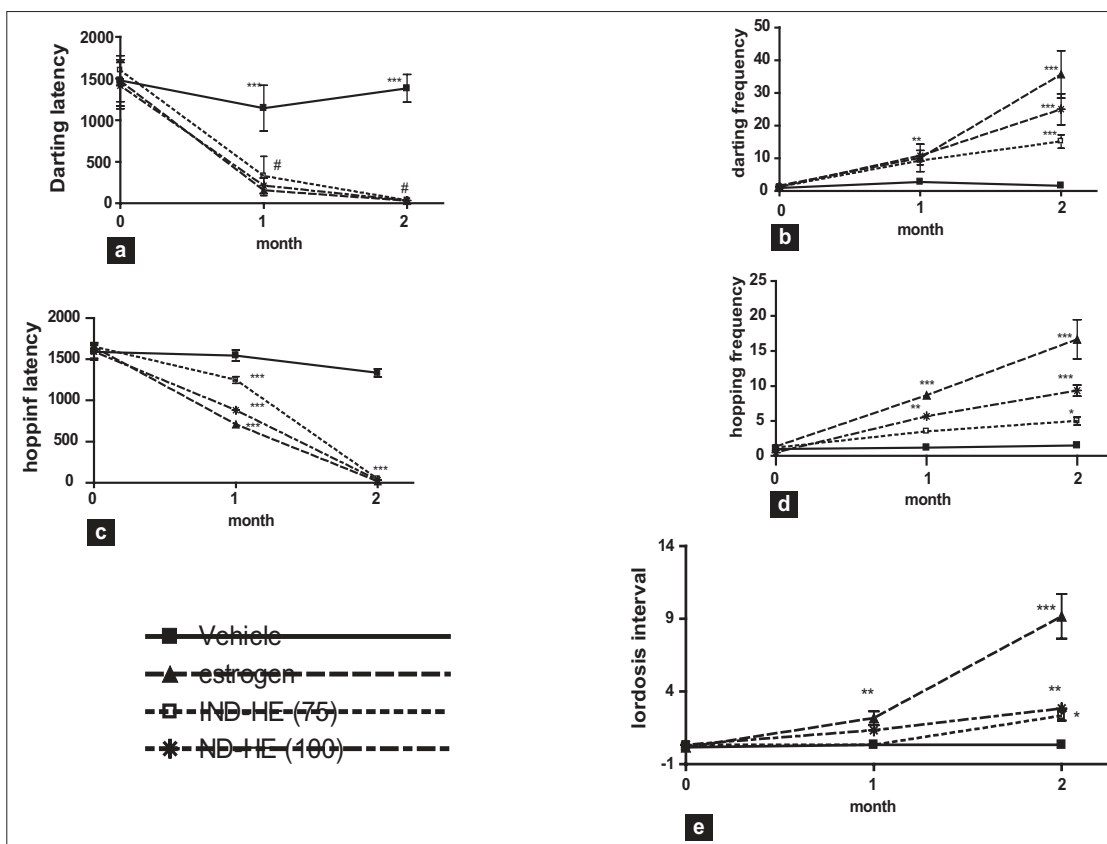 Darting latency
2000
1500
1000
500
0
***
***
#
#
0 1 2
month
a
darting frequency
50
40
30
20
10
0
**
***
***
***
0 1 2
month
b
hoppinf latency
2000
1500
1000
500
0
***
***
***
***
0 1 2
month
c
hopping frequency
25
20
15
10
5
0
***
**
***
***
*
0 1 2
month
d
lordosis interval
14
9
4
-1
**
***
**
*
0 1 2
month
e
Vehicle
estrogen
IND-HE (75)
ND-HE (100)